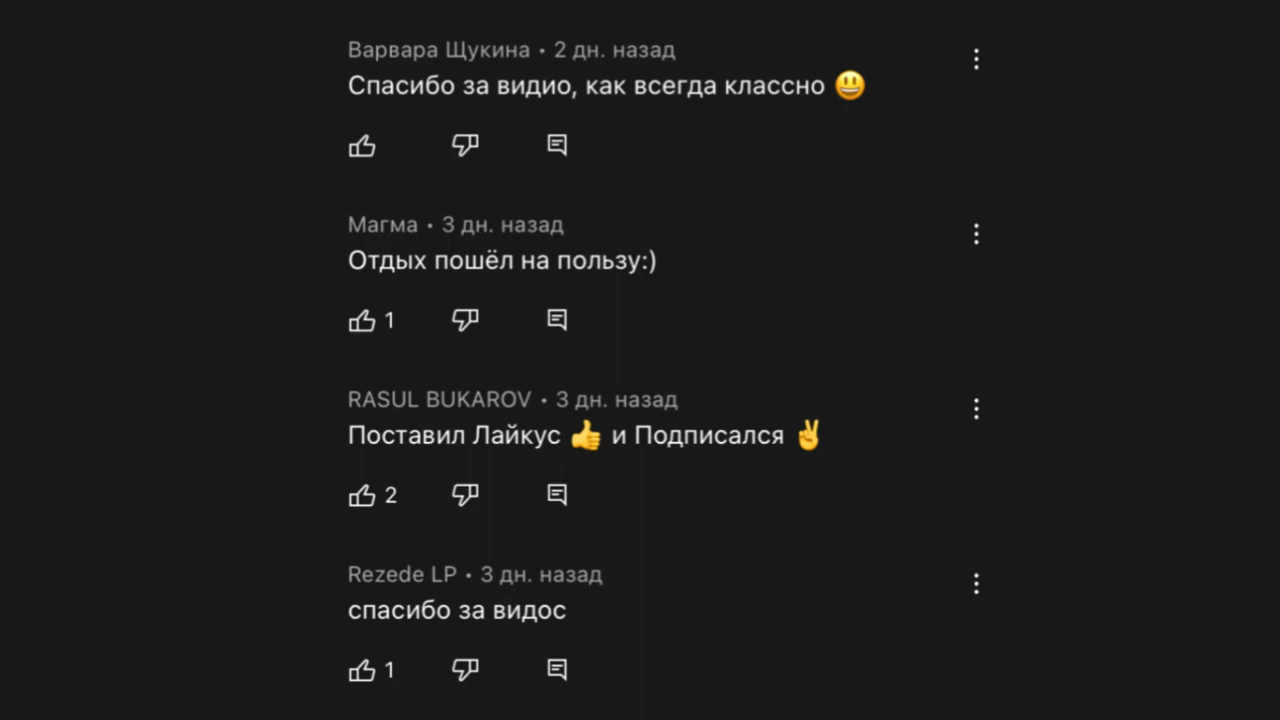 Варвара Щукина • 2 дн. назад
Спасибо за видио, как всегда классно 😃
Магма • 3 дн. назад
Отдых пошёл на пользу:)
1
RASUL BUKAROV • 3 дн. назад
Поставил Лайкус 👍 и Подписался ✌
2
Rezede LP • 3 дн. назад
спасибо за видос
1